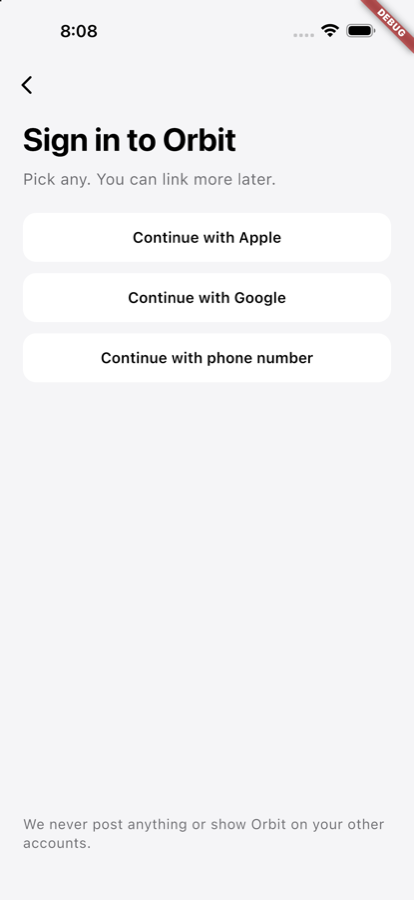 8:08
DEBUG
Sign in to Orbit
Pick any. You can link more later.
Continue with Apple
Continue with Google
Continue with phone number
We never post anything or show Orbit on your other
accounts.